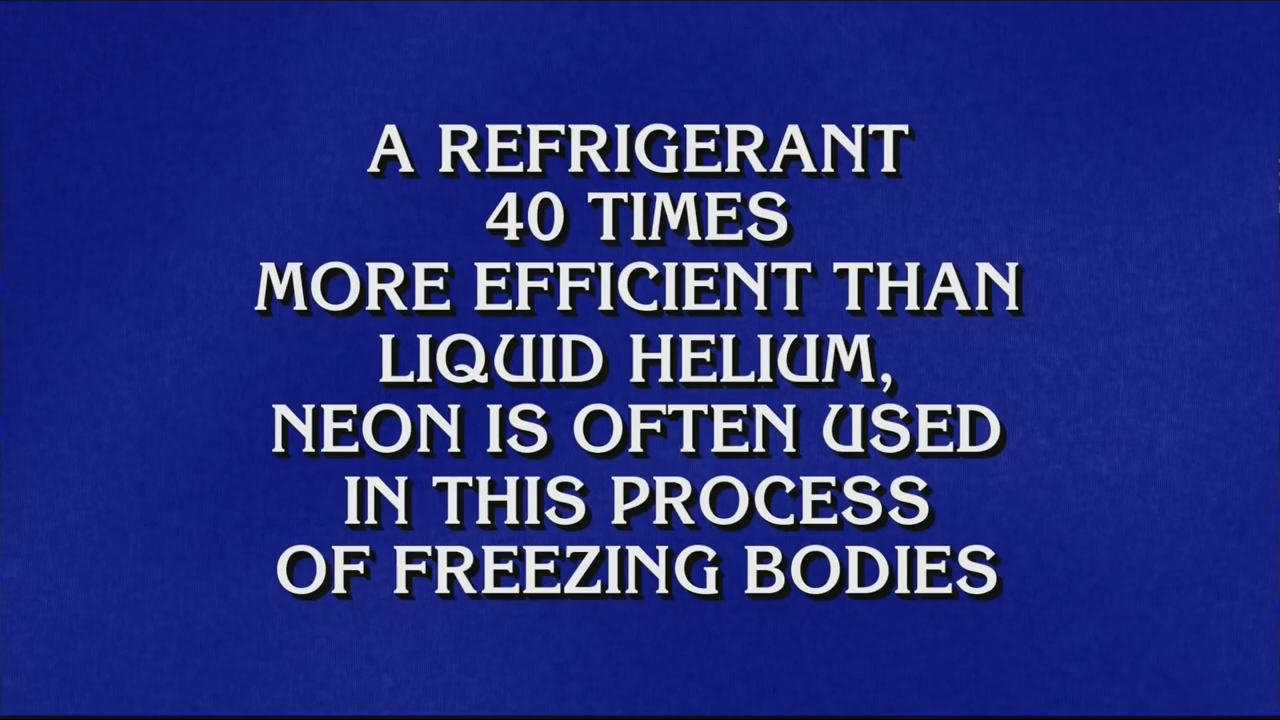 A REFRIGERANT
40 TIMES
MORE EFFICIENT THAN
LIQUID HELIUM,
NEON IS OFTEN USED
IN THIS PROCESS
OF FREEZING BODIES